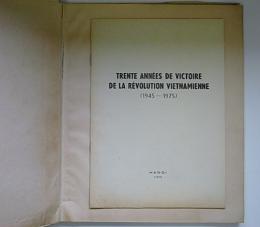 TRENTE ANNÉES DE VICTOIRE
DE LA RÉVOLUTION VIETNAMIENNE
(1945 — 1975)
HANOI